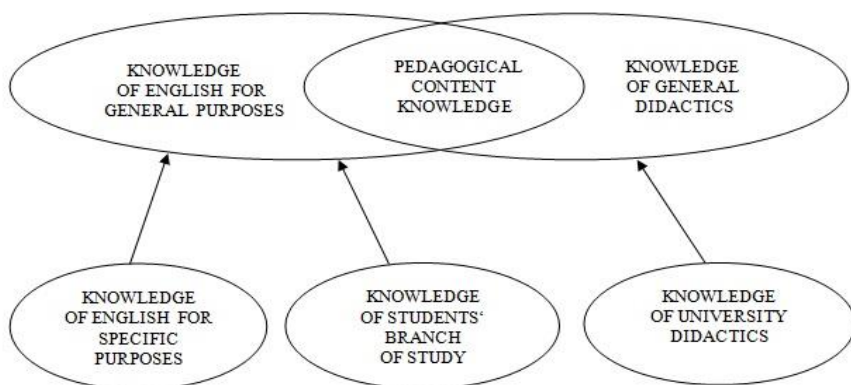 KNOWLEDGE
OF ENGLISH FOR
GENERAL PURPOSES
PEDAGOGICAL
CONTENT
KNOWLEDGE
KNOWLEDGE
OF GENERAL
DIDACTICS
KNOWLEDGE
OF ENGLISH FOR
SPECIFIC
PURPOSES
KNOWLEDGE
OF STUDENTS‘
BRANCH
OF STUDY
KNOWLEDGE
OF UNIVERSITY
DIDACTICS